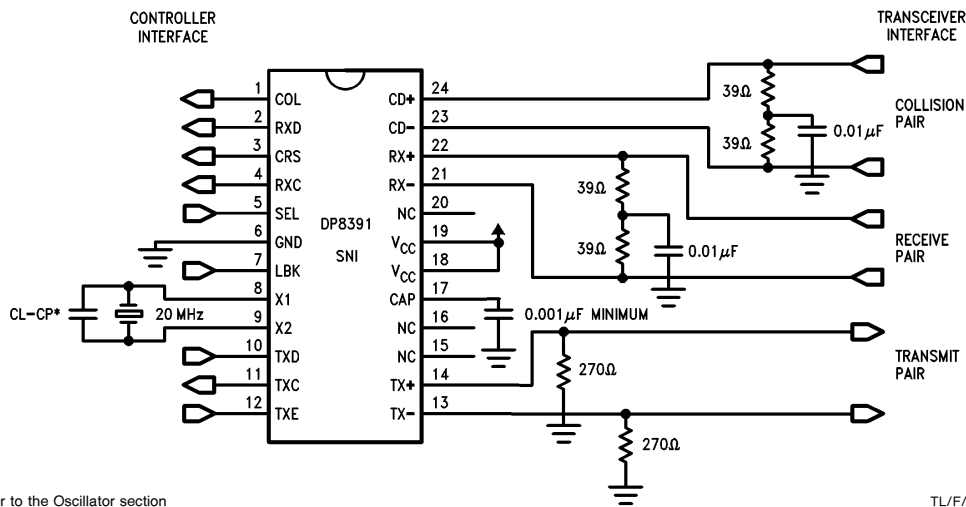 CONTROLLER
INTERFACE
TRANSCEIVER
INTERFACE
1 COL
2 RXD
3 CRS
4 RXC
5 SEL
6 GND
7 LBK
8 X1
9 X2
10 TXD
11 TXC
12 TXE
DP8391
SNI
24 CD+
23 CD-
22 RX+
21 RX-
20 NC
19 VCC
18 VCC
17 CAP
16 NC
15 NC
14 TX+
13 TX-
CL-CP*
20 MHz
39Ω
39Ω
0.01μF
COLLISION
PAIR
39Ω
39Ω
0.01μF
RECEIVE
PAIR
0.001μF MINIMUM
270Ω
270Ω
TRANSMIT
PAIR
r to the Oscillator section
TL/F/